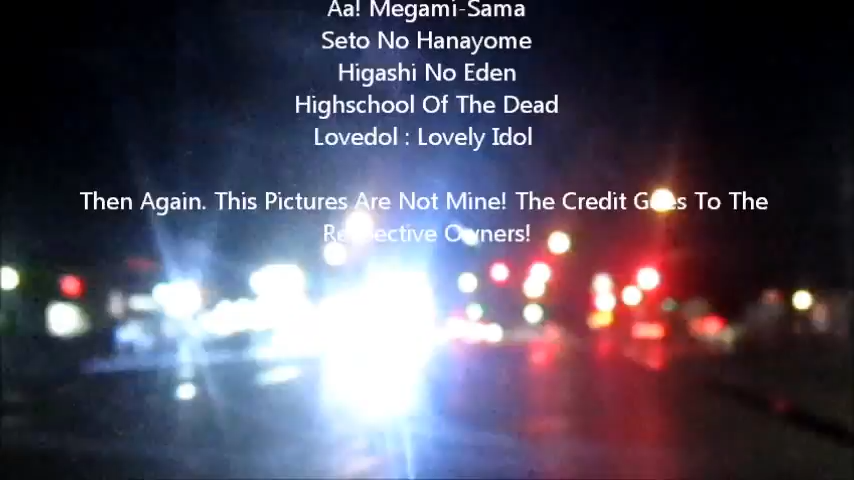 Aa! Megami-Sama
Seto No Hanayome
Higashi No Eden
Highschool Of The Dead
Lovedol : Lovely Idol
Then Again. This Pictures Are Not Mine! The Credit Goes To The
Respective Owners!